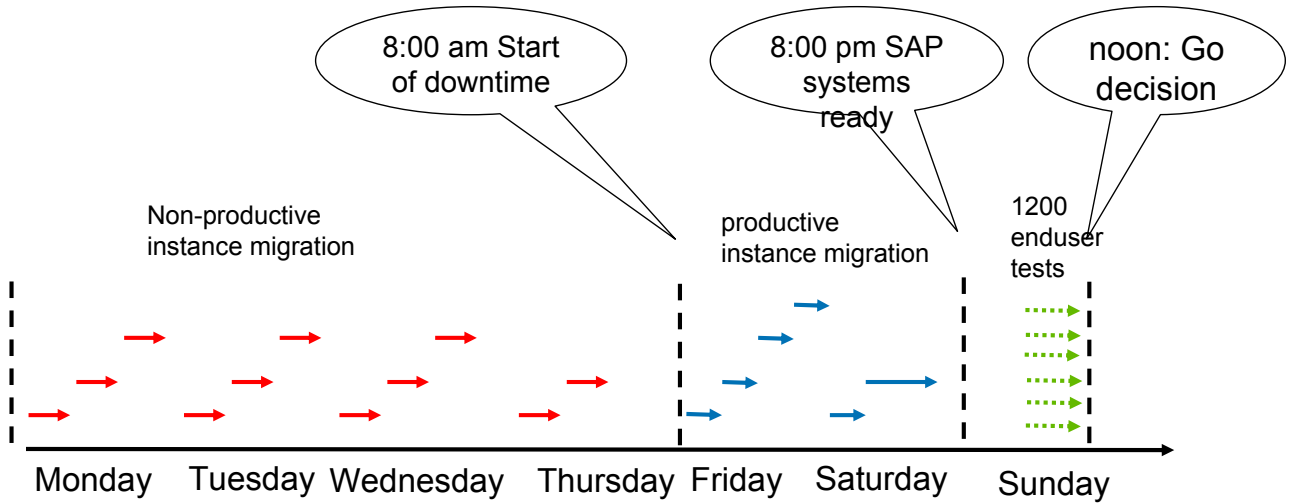 8:00 am Start
of downtime
8:00 pm SAP
systems
ready
noon: Go
decision
Non-productive
instance migration
productive
instance migration
1200
enduser
tests
Monday
Tuesday
Wednesday
Thursday
Friday
Saturday
Sunday